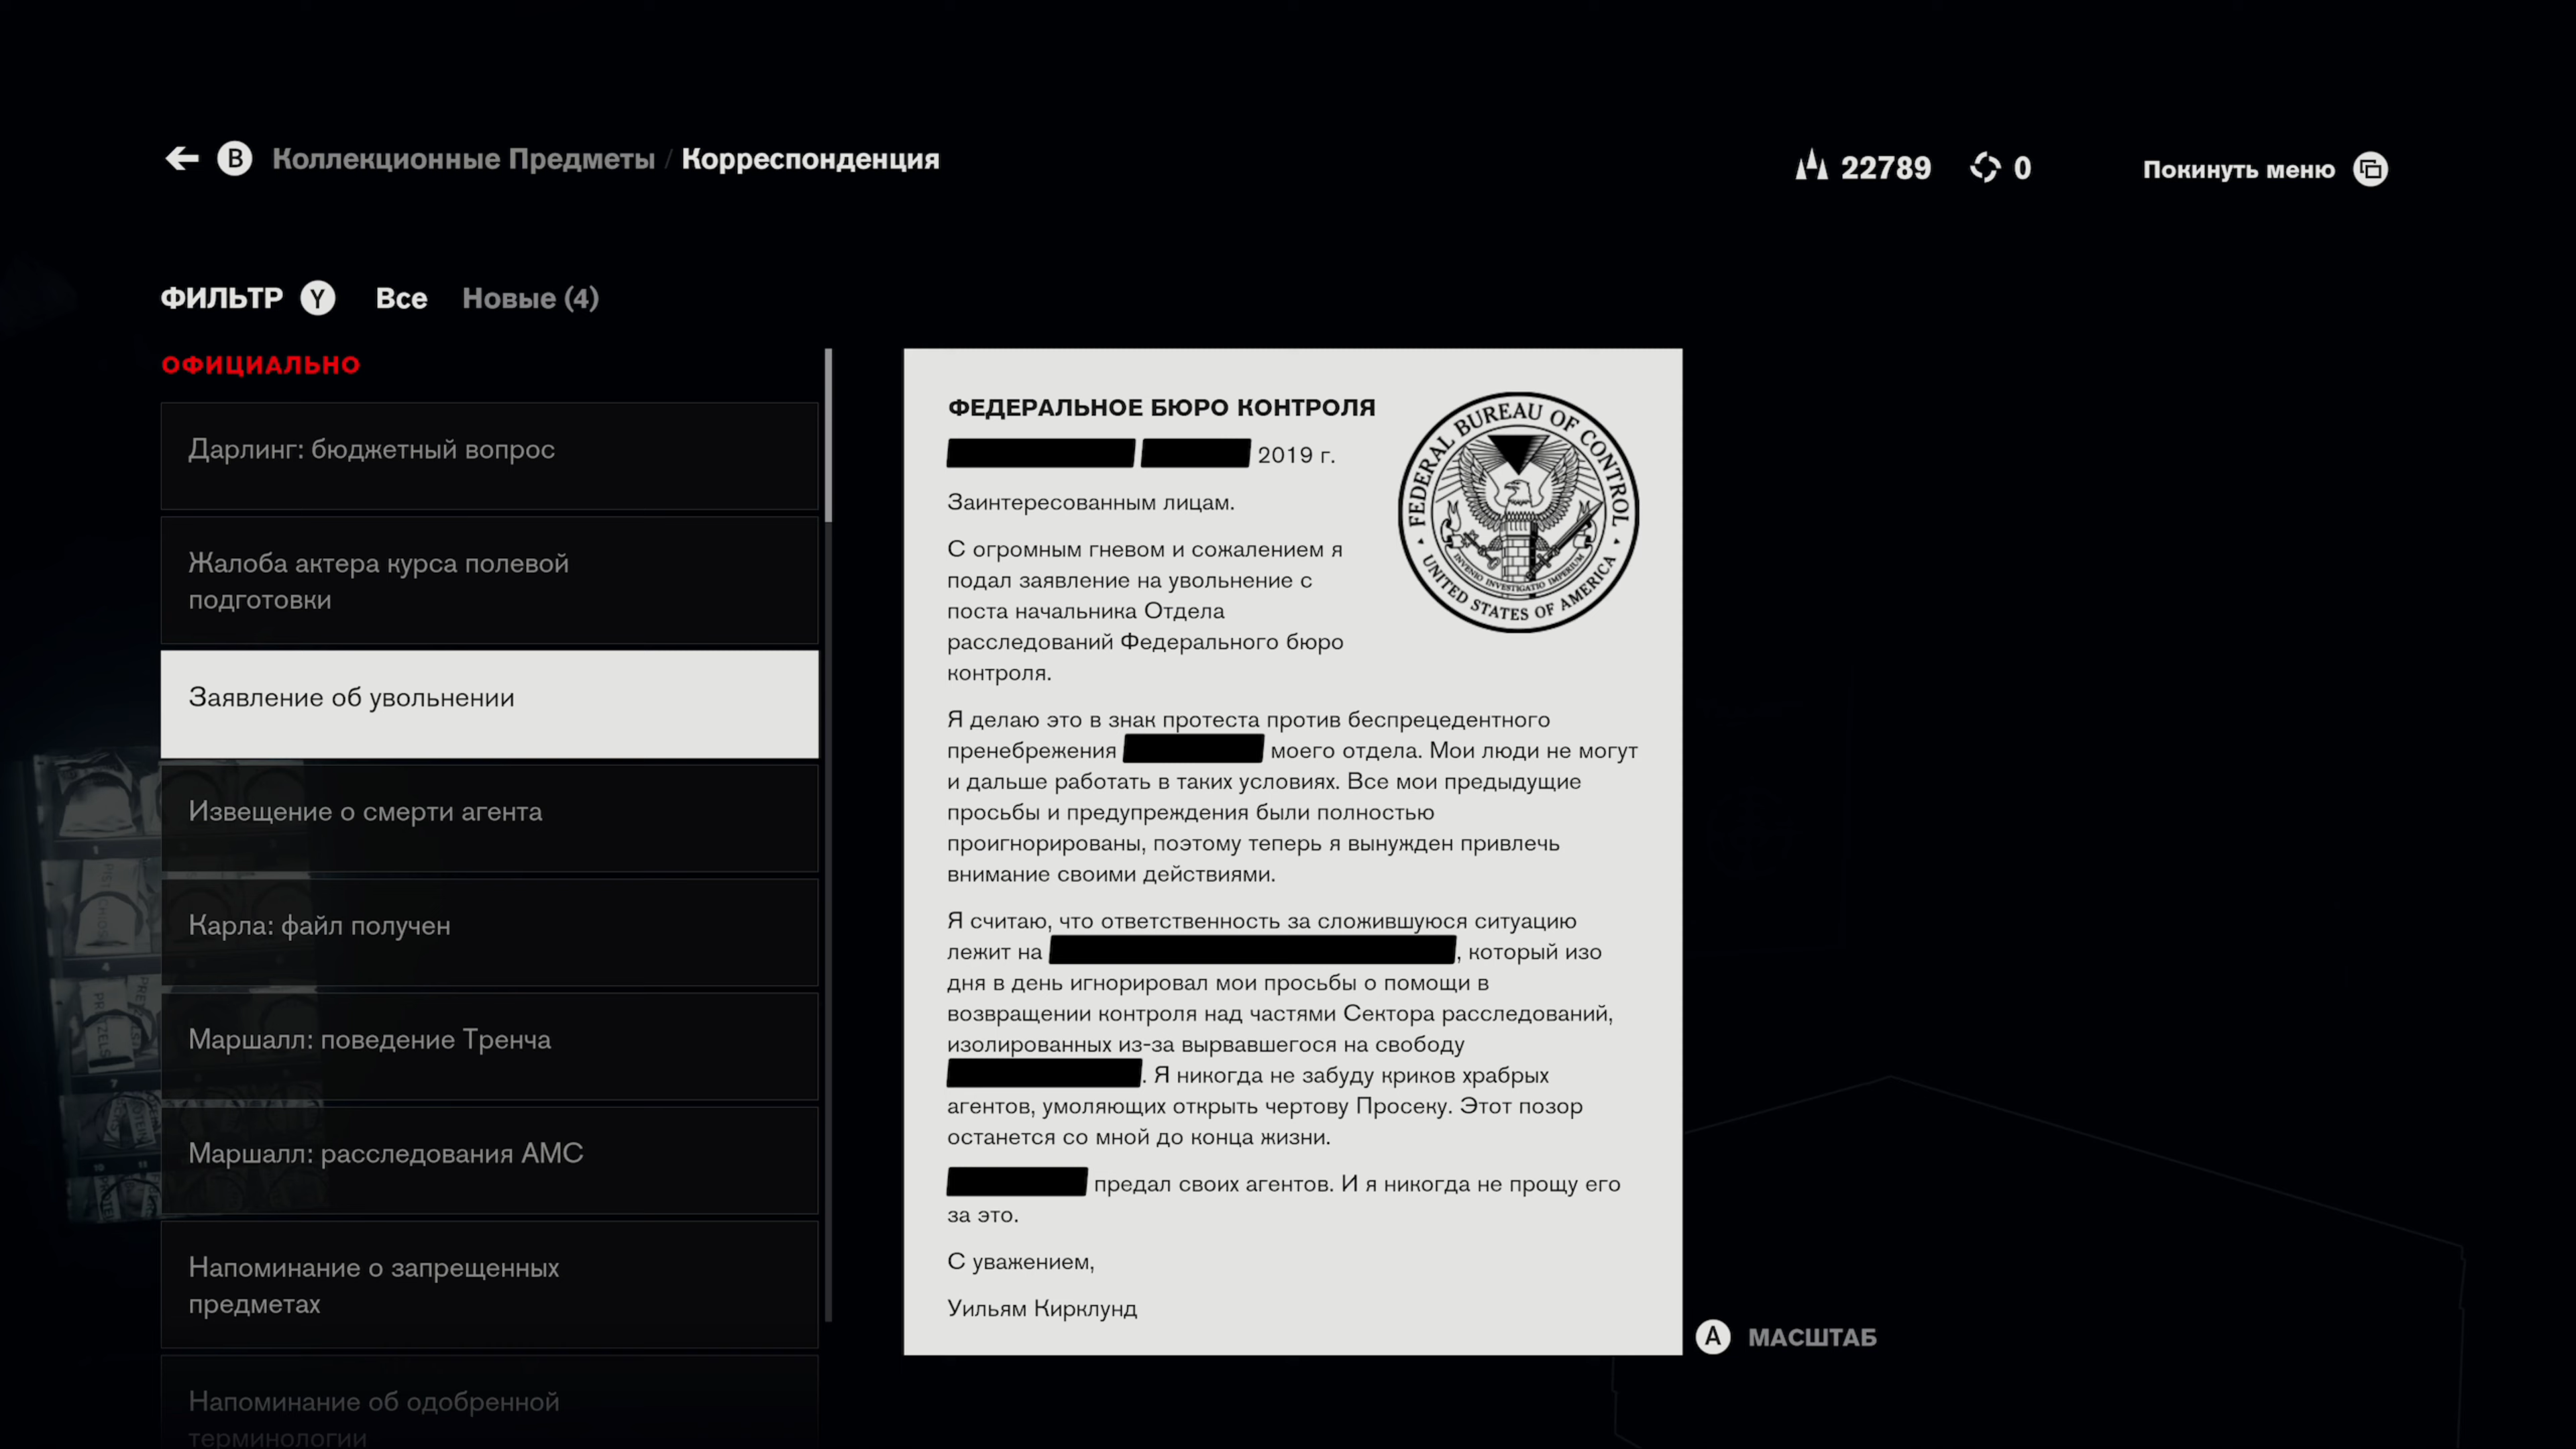 B Коллекционные Предметы / Корреспонденция
22789 0 Покинуть меню
ФИЛЬТР Y Все Новые (4)
ОФИЦИАЛЬНО
Дарлинг: бюджетный вопрос
Жалоба актера курса полевой
подготовки
Заявление об увольнении
Извещение о смерти агента
Карла: файл получен
Маршалл: поведение Тренча
Маршалл: расследования АМС
Напоминание о запрещенных
предметах
Напоминание об одобренной
терминологии
ФЕДЕРАЛЬНОЕ БЮРО КОНТРОЛЯ
2019 г.
Заинтересованным лицам.
С огромным гневом и сожалением я
подал заявление на увольнение с
поста начальника Отдела
расследований Федерального бюро
контроля.
Я делаю это в знак протеста против беспрецедентного
пренебрежения моего отдела. Мои люди не могут
и дальше работать в таких условиях. Все мои предыдущие
просьбы и предупреждения были полностью
проигнорированы, поэтому теперь я вынужден привлечь
внимание своими действиями.
Я считаю, что ответственность за сложившуюся ситуацию
лежит на , который изо
дня в день игнорировал мои просьбы о помощи в
возвращении контроля над частями Сектора расследований,
изолированных из-за вырвавшегося на свободу
. Я никогда не забуду криков храбрых
агентов, умоляющих открыть чертову Просеку. Этот позор
останется со мной до конца жизни.
предал своих агентов. И я никогда не прощу его
за это.
С уважением,
Уильям Кирклунд
FEDERAL BUREAU OF CONTROL
INVENIO INVESTIGATIO IMPERIUM
UNITED STATES OF AMERICA
A МАСШТАБ
PRETZELS